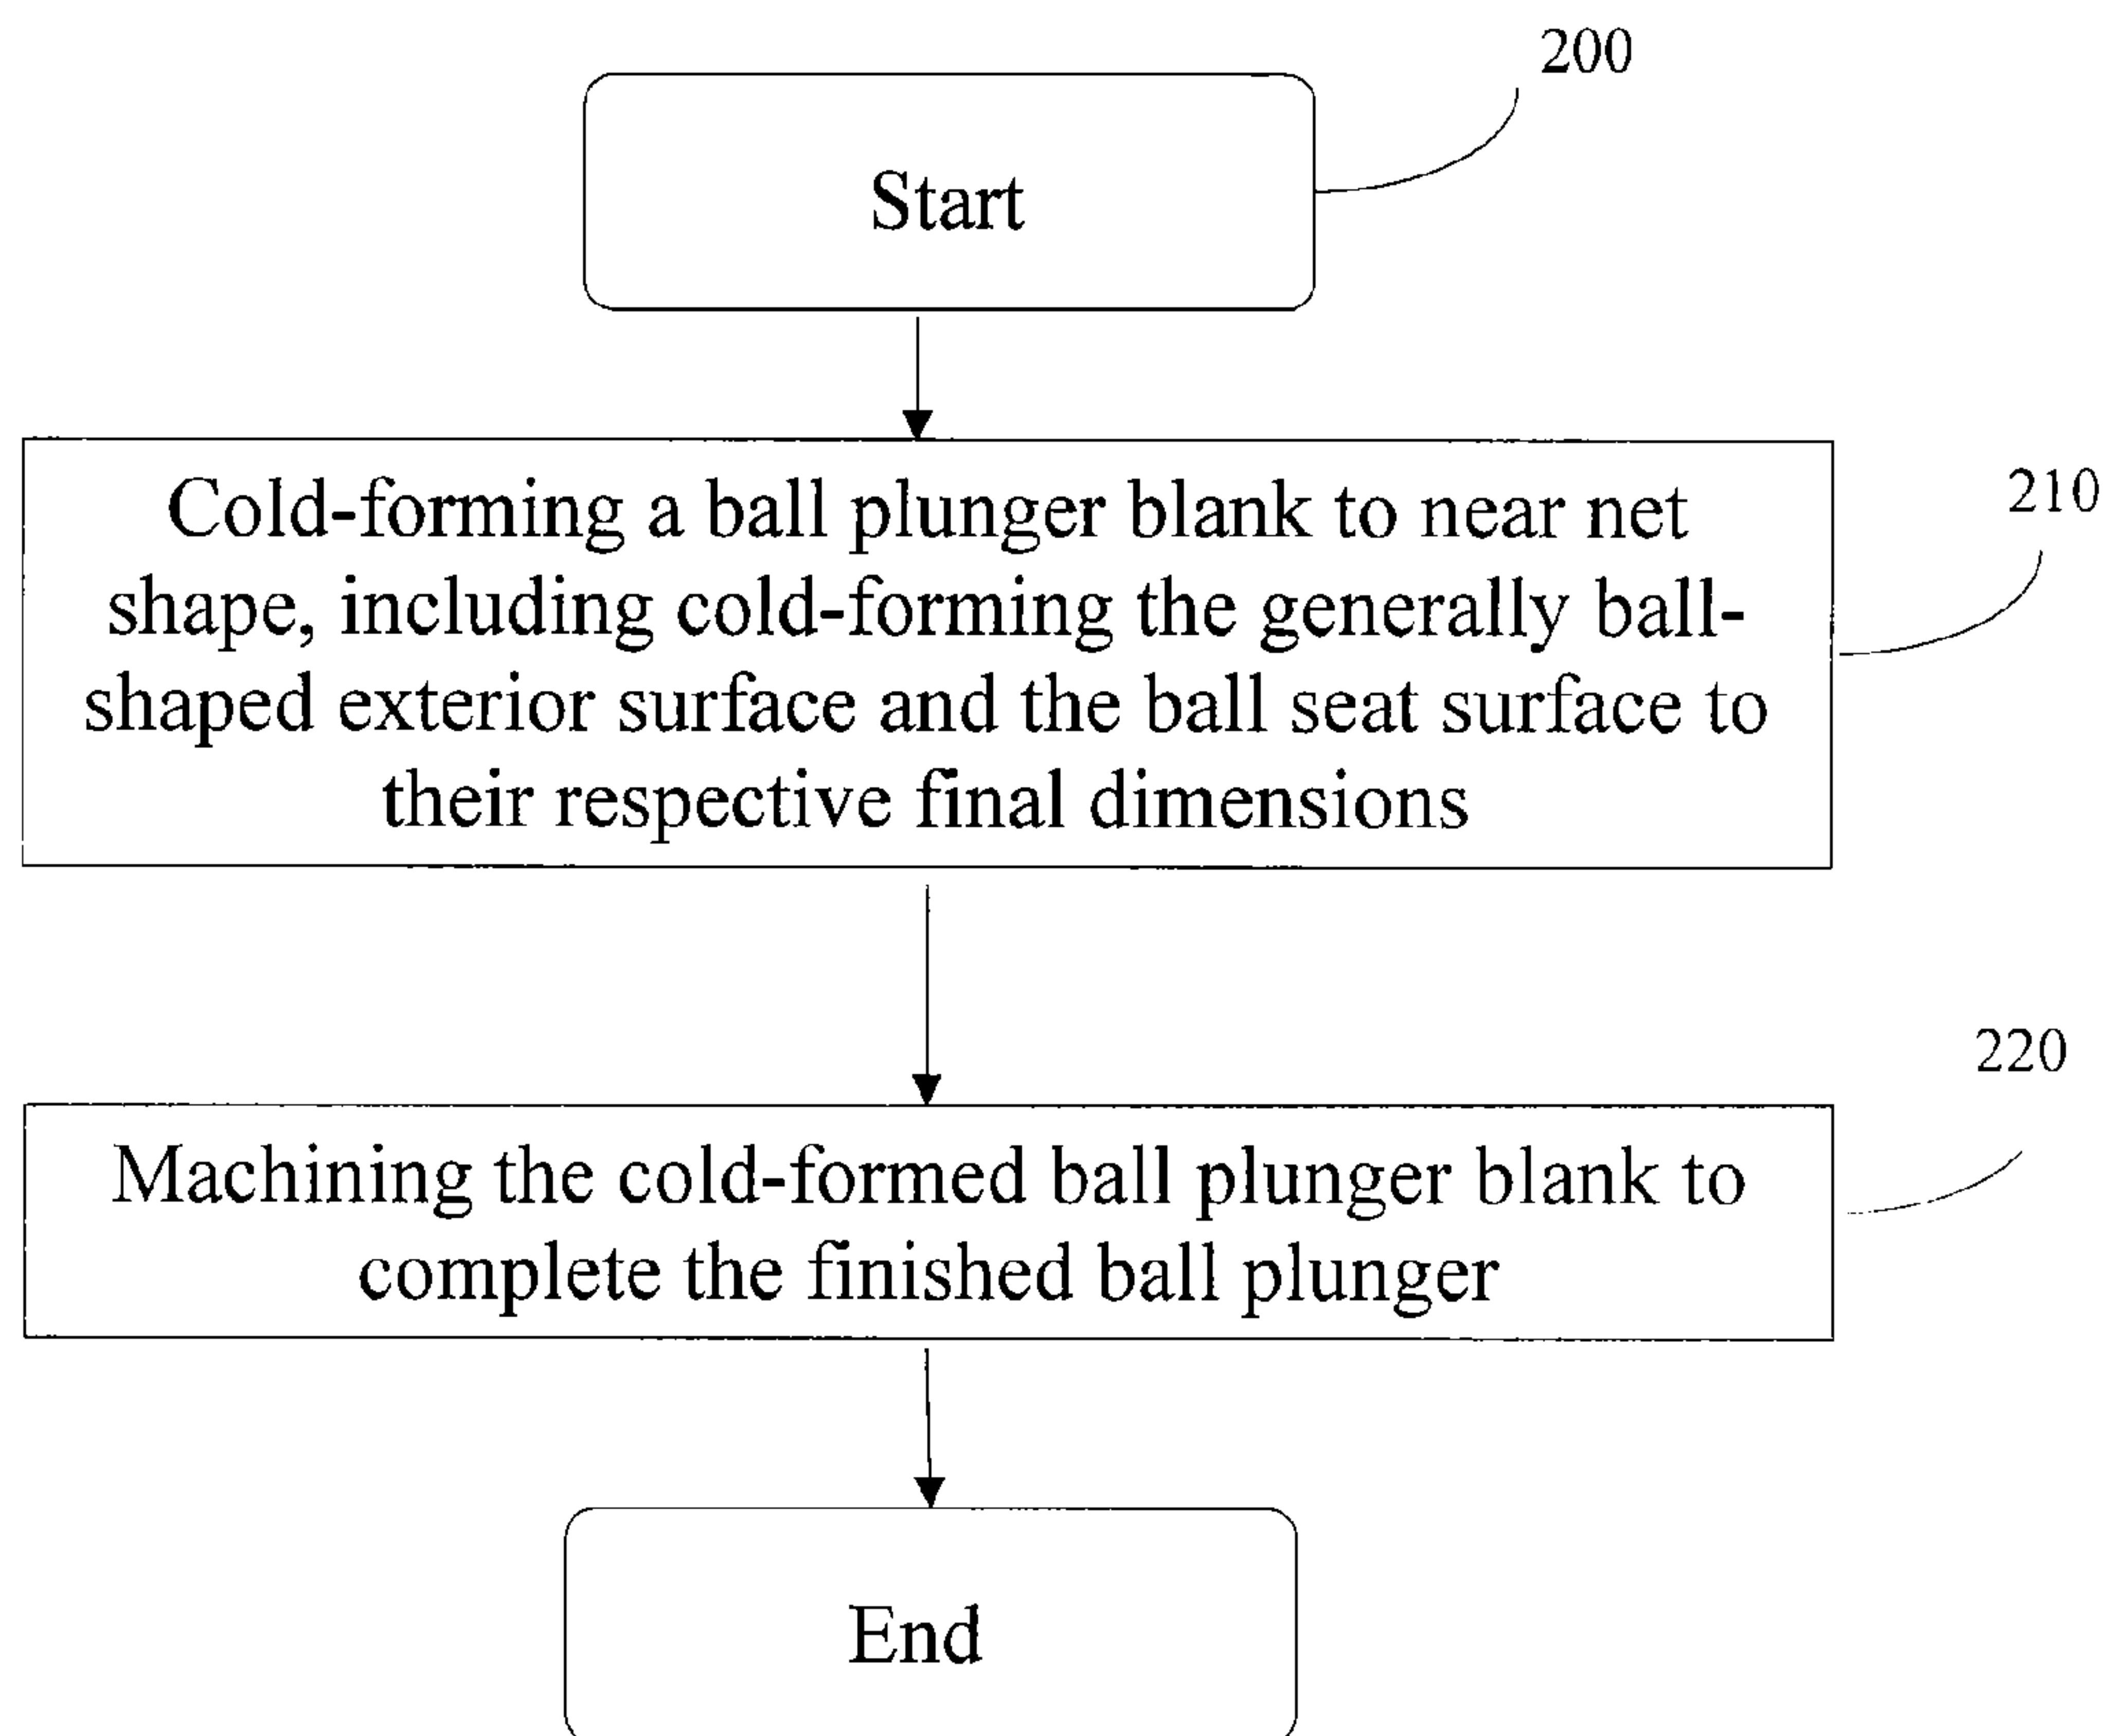 200
Start
210
Cold-forming a ball plunger blank to near net
shape, including cold-forming the generally ball-
shaped exterior surface and the ball seat surface to
their respective final dimensions
220
Machining the cold-formed ball plunger blank to
complete the finished ball plunger
End